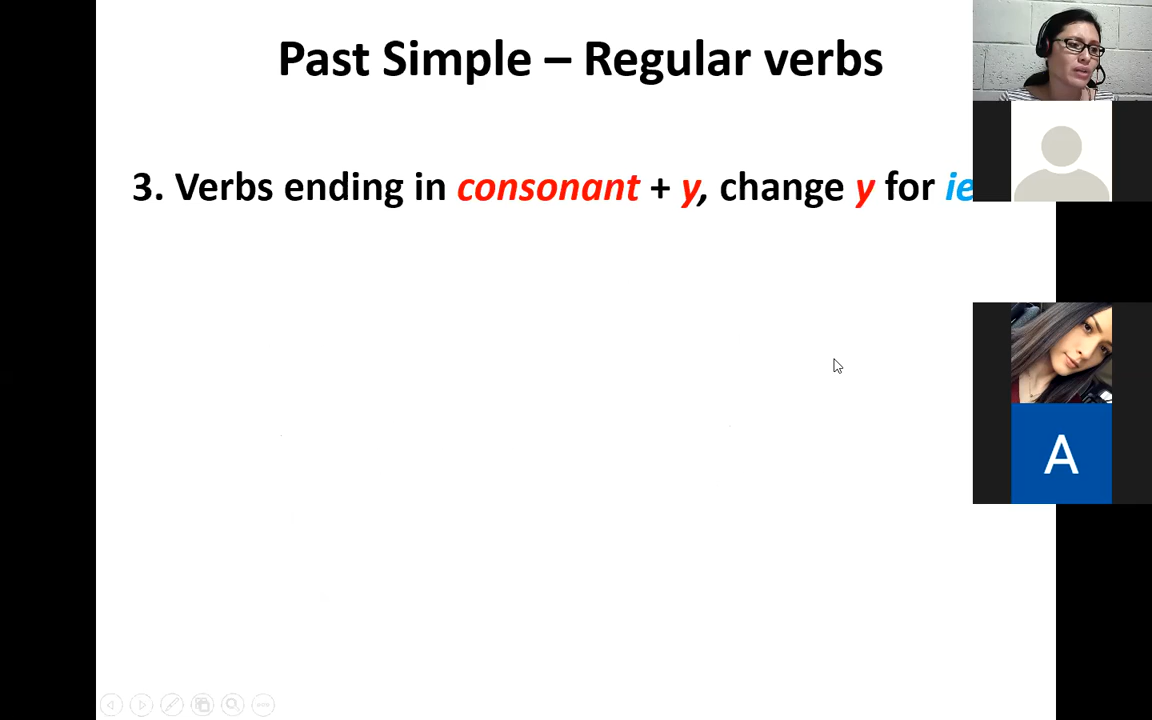 Past Simple – Regular verbs
3. Verbs ending in consonant + y, change y for ie
A